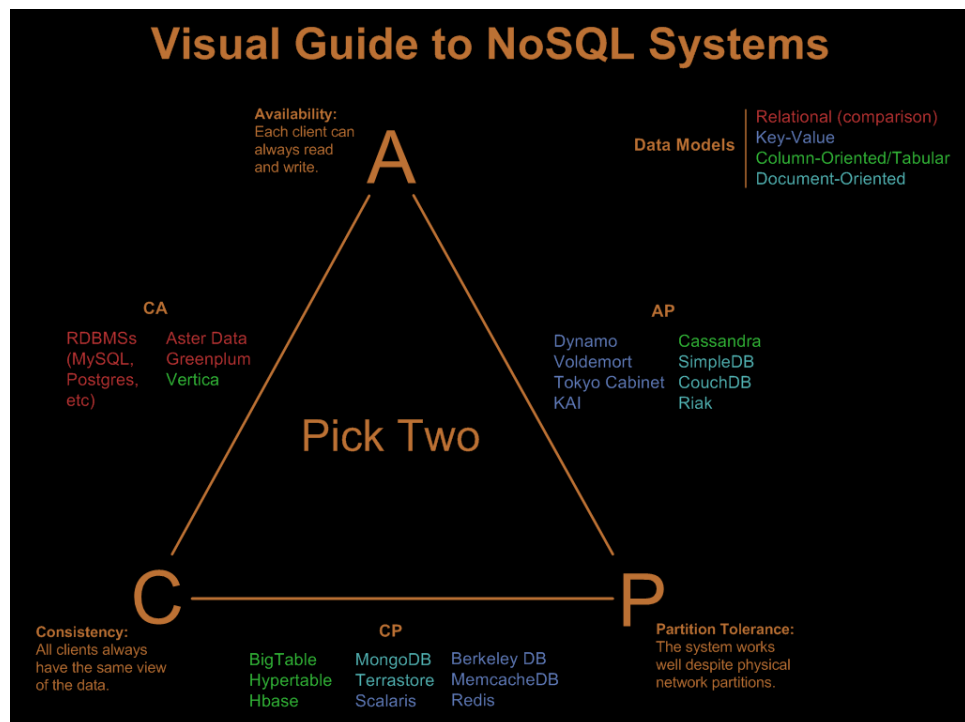 Visual Guide to NoSQL Systems
Availability:
Each client can
always read
and write.
A
Data Models
Relational (comparison)
Key-Value
Column-Oriented/Tabular
Document-Oriented
CA
RDBMSs
(MySQL,
Postgres,
etc)
Aster Data
Greenplum
Vertica
AP
Dynamo
Voldemort
Tokyo Cabinet
KAI
Cassandra
SimpleDB
CouchDB
Riak
Pick Two
C
P
Consistency:
All clients always
have the same view
of the data.
CP
BigTable
Hypertable
Hbase
MongoDB
Terrastore
Scalaris
Berkeley DB
MemcacheDB
Redis
Partition Tolerance:
The system works
well despite physical
network partitions.